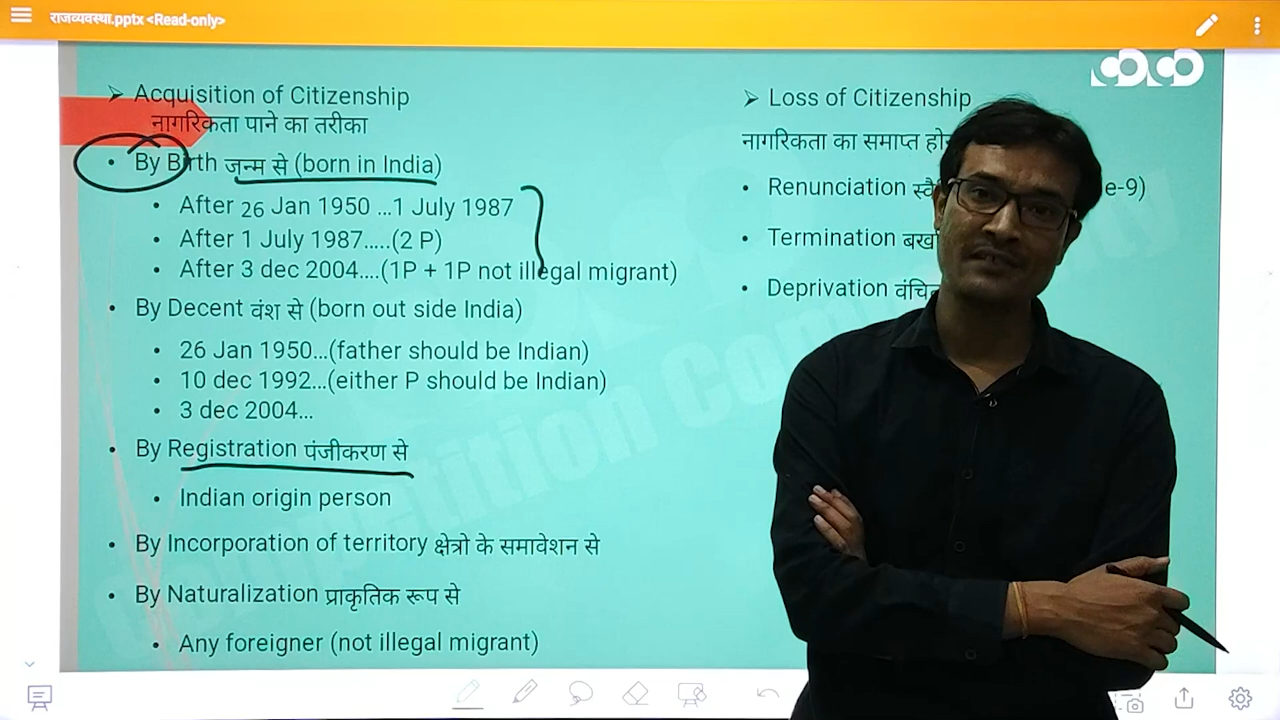 राजव्यवस्था.pptx <Read-only>
Acquisition of Citizenship
नागरिकता पाने का तरीका
By Birth जन्म से (born in India)
After 26 Jan 1950 ...1 July 1987
After 1 July 1987.....(2 P)
After 3 dec 2004....(1P + 1P not illegal migrant)
By Decent वंश से (born out side India)
26 Jan 1950...(father should be Indian)
10 dec 1992...(either P should be Indian)
3 dec 2004...
By Registration पंजीकरण से
Indian origin person
By Incorporation of territory क्षेत्रो के समावेशन से
By Naturalization प्राकृतिक रूप से
Any foreigner (not illegal migrant)
Loss of Citizenship
नागरिकता का समाप्त
Renunciation e-9)
Termination
Deprivation